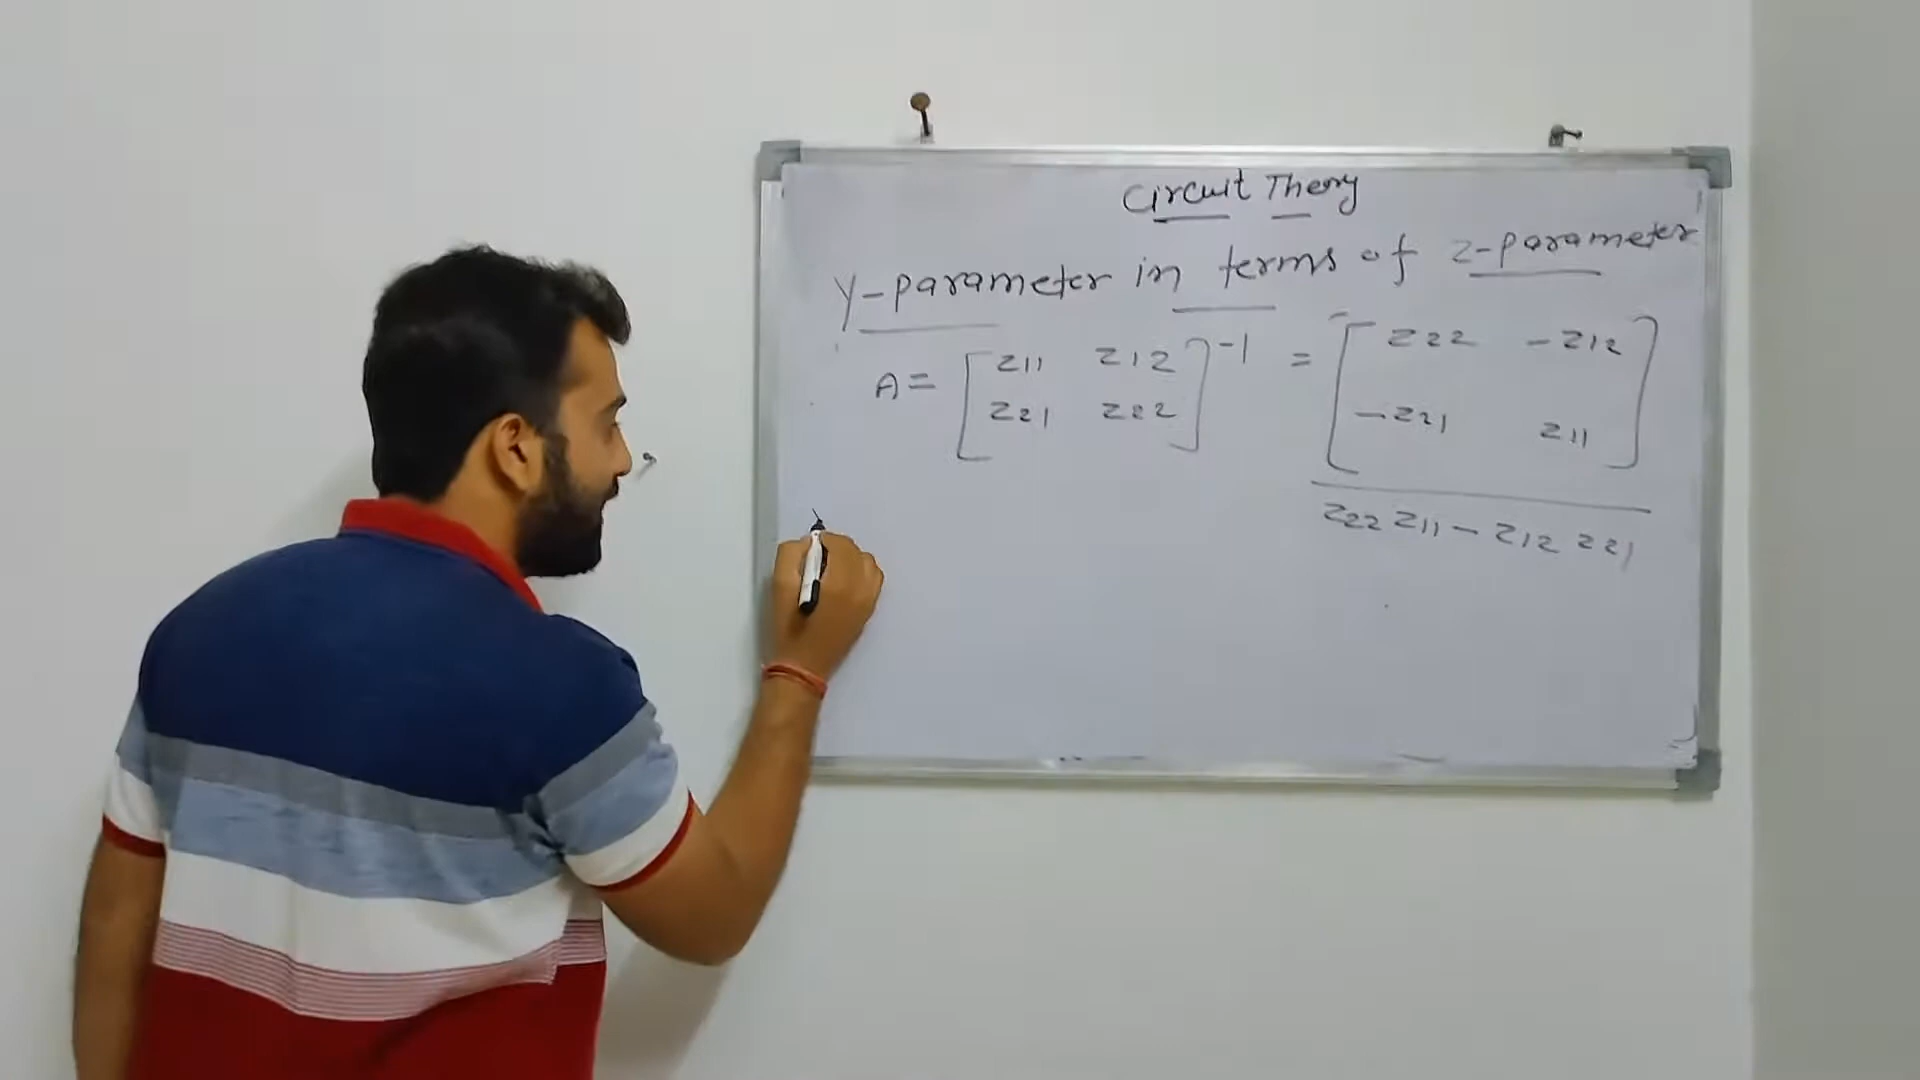 Circuit Theory
Y-parameter in terms of Z-parameter
A = [ Z11 Z12 ]^-1 = [ Z22 -Z12 ]
[ Z21 Z22 ] [ -Z21 Z11 ]
Z22 Z11 - Z12 Z21